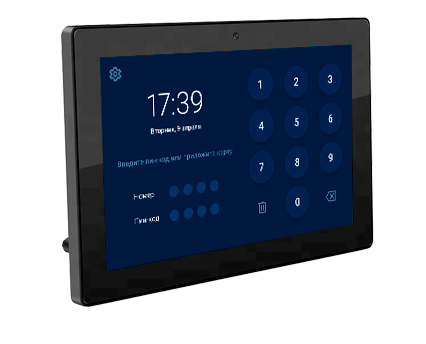 17:39
Вторник, 9 апреля
Введите пин-код или приложите карту
Номер
Пин-код
1 2 3
4 5 6
7 8 9
0